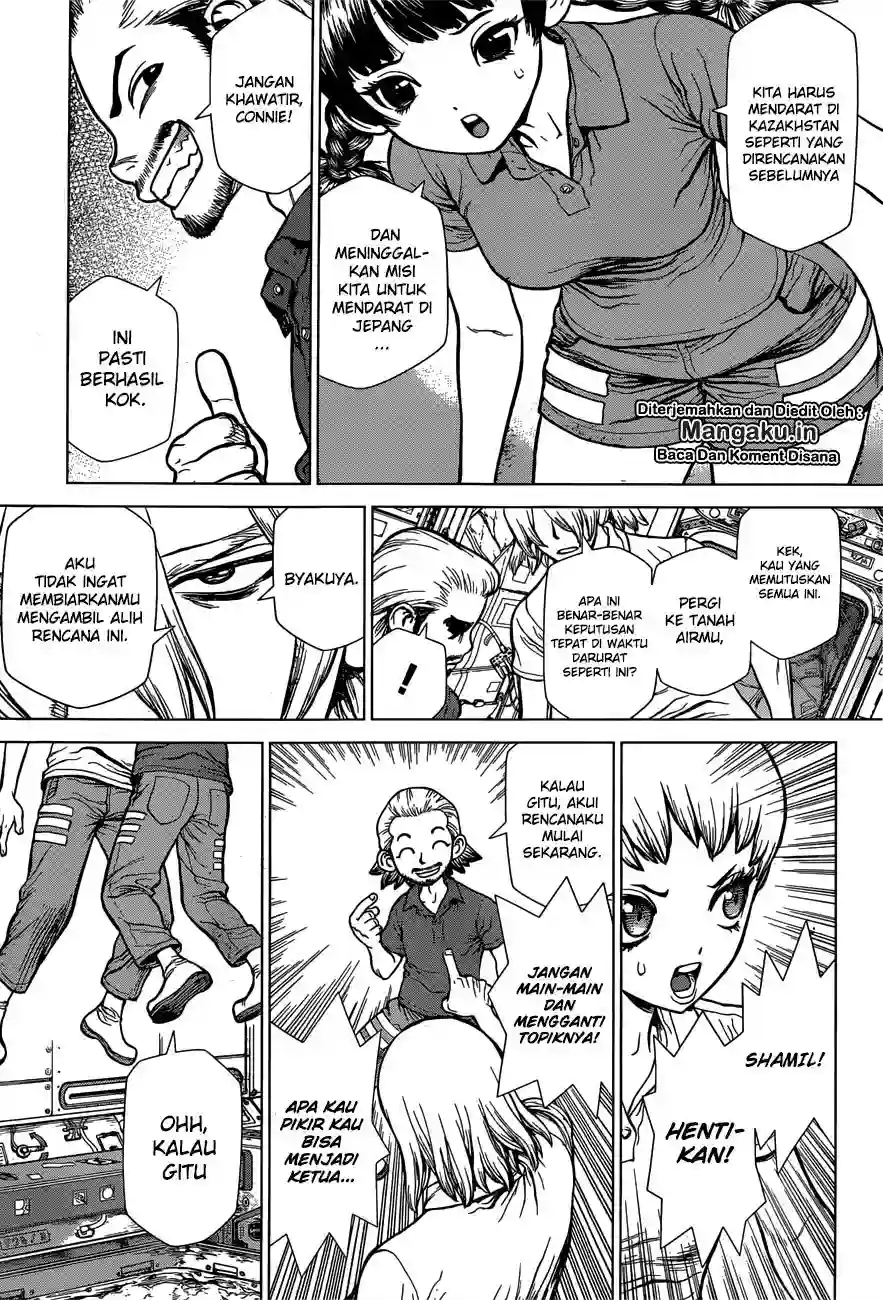 KITA HARUS
MENDARAT DI
KAZAKHSTAN
SEPERTI YANG
DIRENCANAKAN
SEBELUMNYA
DAN
MENINGGAL-
KAN MISI
KITA UNTUK
MENDARAT DI
JEPANG
...
JANGAN
KHAWATIR,
CONNIE!
INI
PASTI
BERHASIL
KOK.
Diterjemahkan dan Diedit Oleh :
Mangaku.in
Baca Dan Koment Disana
KEK,
KAU YANG
MEMUTUSKAN
SEMUA INI.
PERGI
KE TANAH
AIRMU,
APA INI
BENAR-BENAR
KEPUTUSAN
TEPAT DI WAKTU
DARURAT
SEPERTI INI?
!
BYAKUYA.
AKU
TIDAK INGAT
MEMBIARKANMU
MENGAMBIL ALIH
RENCANA INI.
SHAMIL!
HENTI-
KAN!
KALAU
GITU, AKUI
RENCANAKU
MULAI
SEKARANG.
JANGAN
MAIN-MAIN
DAN
MENGGANTI
TOPIKNYA!
APA KAU
PIKIR KAU
BISA
MENJADI
KETUA...
OHH,
KALAU
GITU